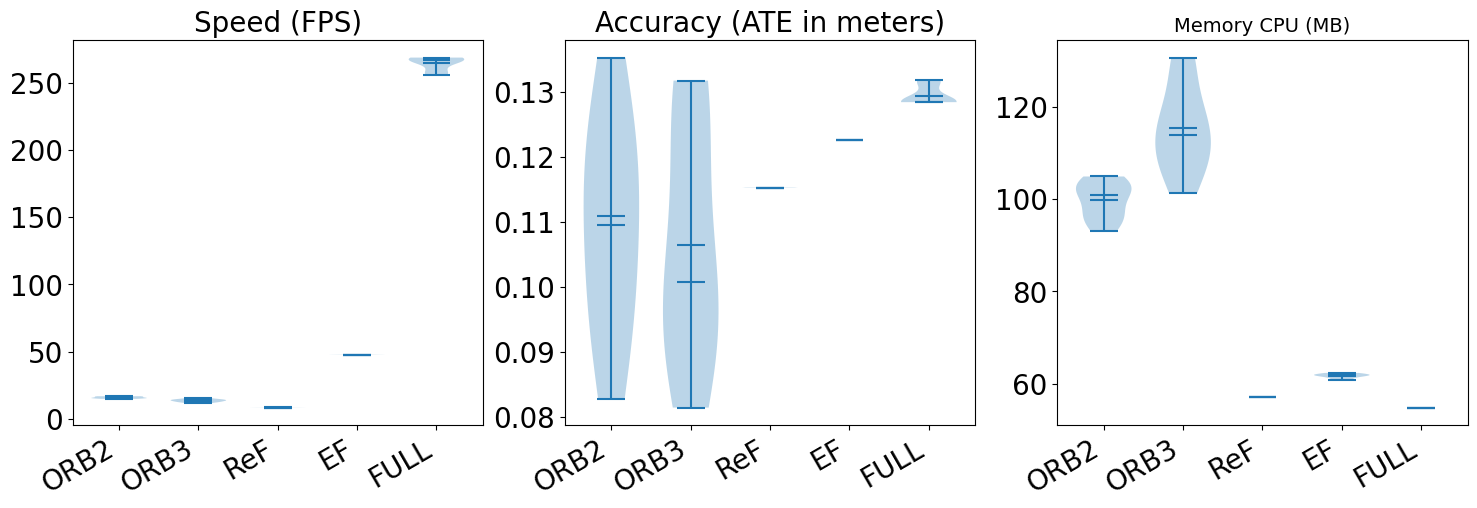 Speed (FPS)
250
200
150
100
50
0
ORB2 ORB3 ReF EF FULL
Accuracy (ATE in meters)
0.13
0.12
0.11
0.10
0.09
0.08
ORB2 ORB3 ReF EF FULL
Memory CPU (MB)
120
100
80
60
ORB2 ORB3 ReF EF FULL